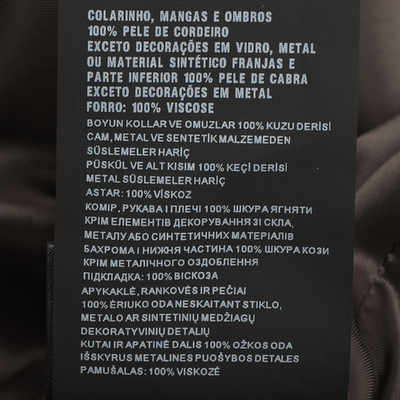 COLARINHO, MANGAS E OMBROS
100% PELE DE CORDEIRO
EXCETO DECORAÇÕES EM VIDRO, METAL
OU MATERIAL SINTÉTICO FRANJAS E
PARTE INFERIOR 100% PELE DE CABRA
EXCETO DECORAÇÕES EM METAL
FORRO: 100% VISCOSE
BOYUN KOLLAR VE OMUZLAR 100% KUZU DERİSİ
CAM, METAL VE SENTETİK MALZEMEDEN
SÜSLEMELER HARİÇ
PÜSKÜL VE ALT KISIM 100% KEÇİ DERİSİ
METAL SÜSLEMELER HARİÇ
ASTAR: 100% VİSKOZ
КОМІР, РУКАВА І ПЛЕЧІ 100% ШКУРА ЯГНЯТИ
КРІМ ЕЛЕМЕНТІВ ДЕКОРУВАННЯ ЗІ СКЛА,
МЕТАЛУ АБО СИНТЕТИЧНИХ МАТЕРІАЛІВ
БАХРОМА І НИЖНЯ ЧАСТИНА 100% ШКУРА КОЗИ
КРІМ МЕТАЛІЧНОГО ОЗДОБЛЕННЯ
ПІДКЛАДКА: 100% ВІСКОЗА
APYKAKLĖ, RANKOVĖS IR PEČIAI
100% ĖRIUKO ODA NESKAITANT STIKLO,
METALO AR SINTETINIŲ MEDŽIAGŲ
DEKORATYVINIŲ DETALIŲ
KUTAI IR APATINĖ DALIS 100% OŽKOS ODA
IŠSKYRUS METALINES PUOŠYBOS DETALES
PAMUŠALAS: 100% VISKOZĖ